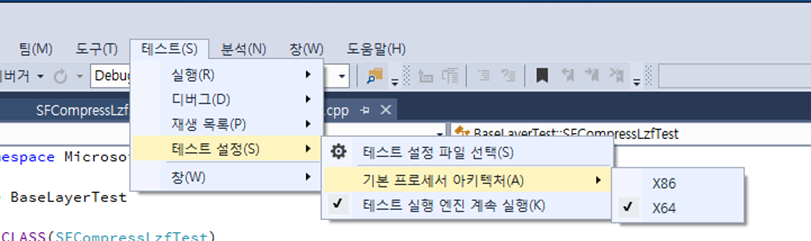 팀(M) 도구(T) 테스트(S) 분석(N) 창(W) 도움말(H)
버거 Debug
실행(R)
디버그(D)
SFCompressLzf .cpp
재생 목록(P)
BaseLayerTest::SFCompressLzfTest
테스트 설정(S)
테스트 설정 파일 선택(S)
mespace Microsof
창(W)
기본 프로세서 아키텍처(A)
X86
BaseLayerTest
테스트 실행 엔진 계속 실행(K)
X64
CLASS(SFCompressLzfTest)